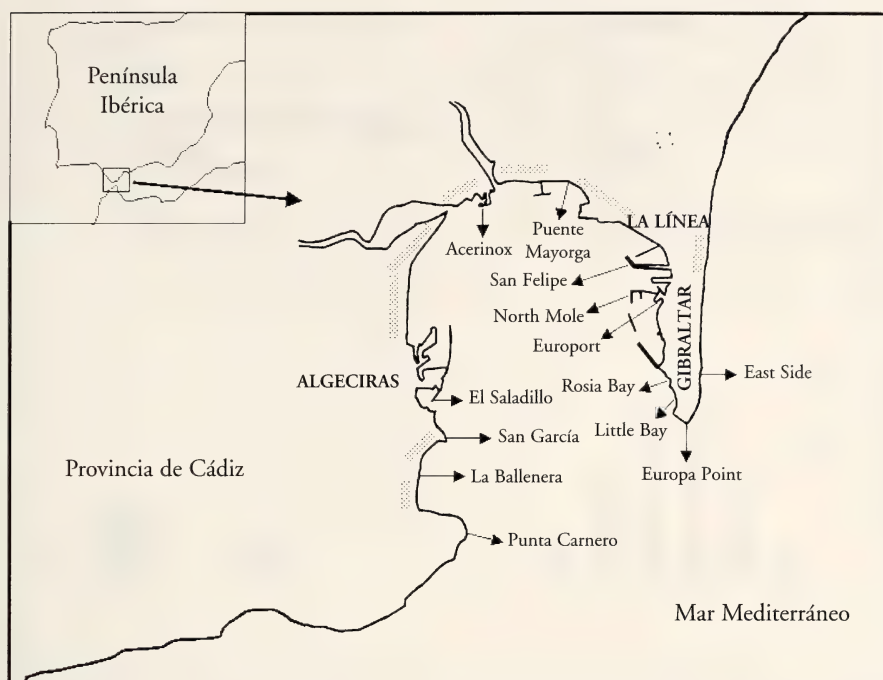 Península
Ibérica
LA LÍNEA
Acerinox
Puente
Mayorga
San Felipe
North Mole
Europort
GIBRALTAR
ALGECIRAS
East Side
El Saladillo
Rosia Bay
Little Bay
San García
Provincia de Cádiz
La Ballenera
Europa Point
Punta Carnero
Mar Mediterráneo